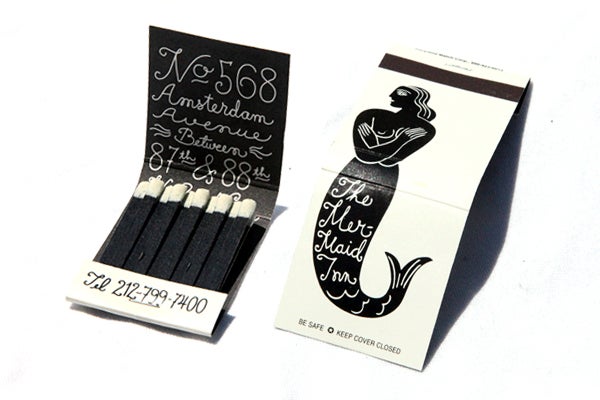 No 568
Amsterdam
Avenue
Between
87th & 88th
Tel 212-799-7400
The
Mer-
Maid
Inn
BE SAFE ✪ KEEP COVER CLOSED